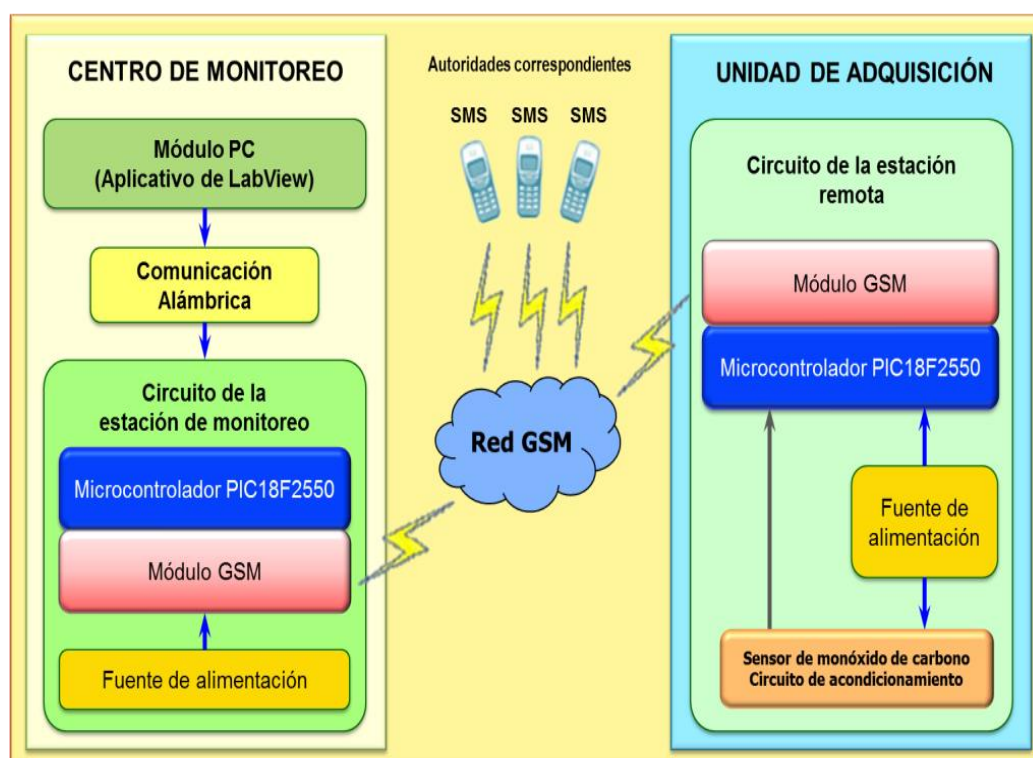 CENTRO DE MONITOREO
Módulo PC
(Aplicativo de LabView)
Comunicación
Alámbrica
Circuito de la
estación de monitoreo
Microcontrolador PIC18F2550
Módulo GSM
Fuente de alimentación
Autoridades correspondientes
SMS SMS SMS
Red GSM
UNIDAD DE ADQUISICIÓN
Circuito de la estación
remota
Módulo GSM
Microcontrolador PIC18F2550
Fuente de
alimentación
Sensor de monóxido de carbono
Circuito de acondicionamiento